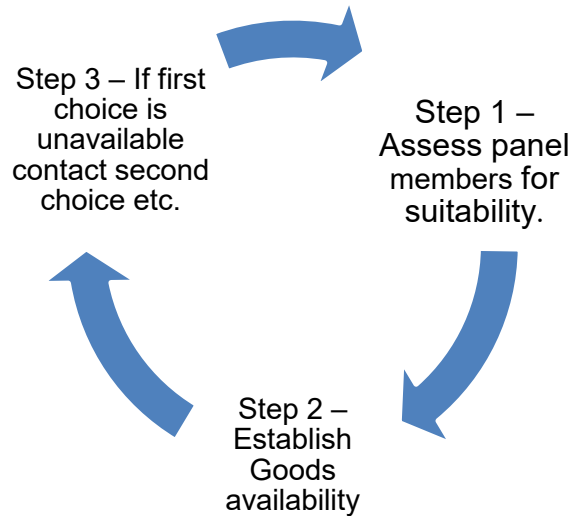 Step 1 –
Assess panel
members for
suitability.
Step 2 –
Establish
Goods
availability
Step 3 – If first
choice is
unavailable
contact second
choice etc.